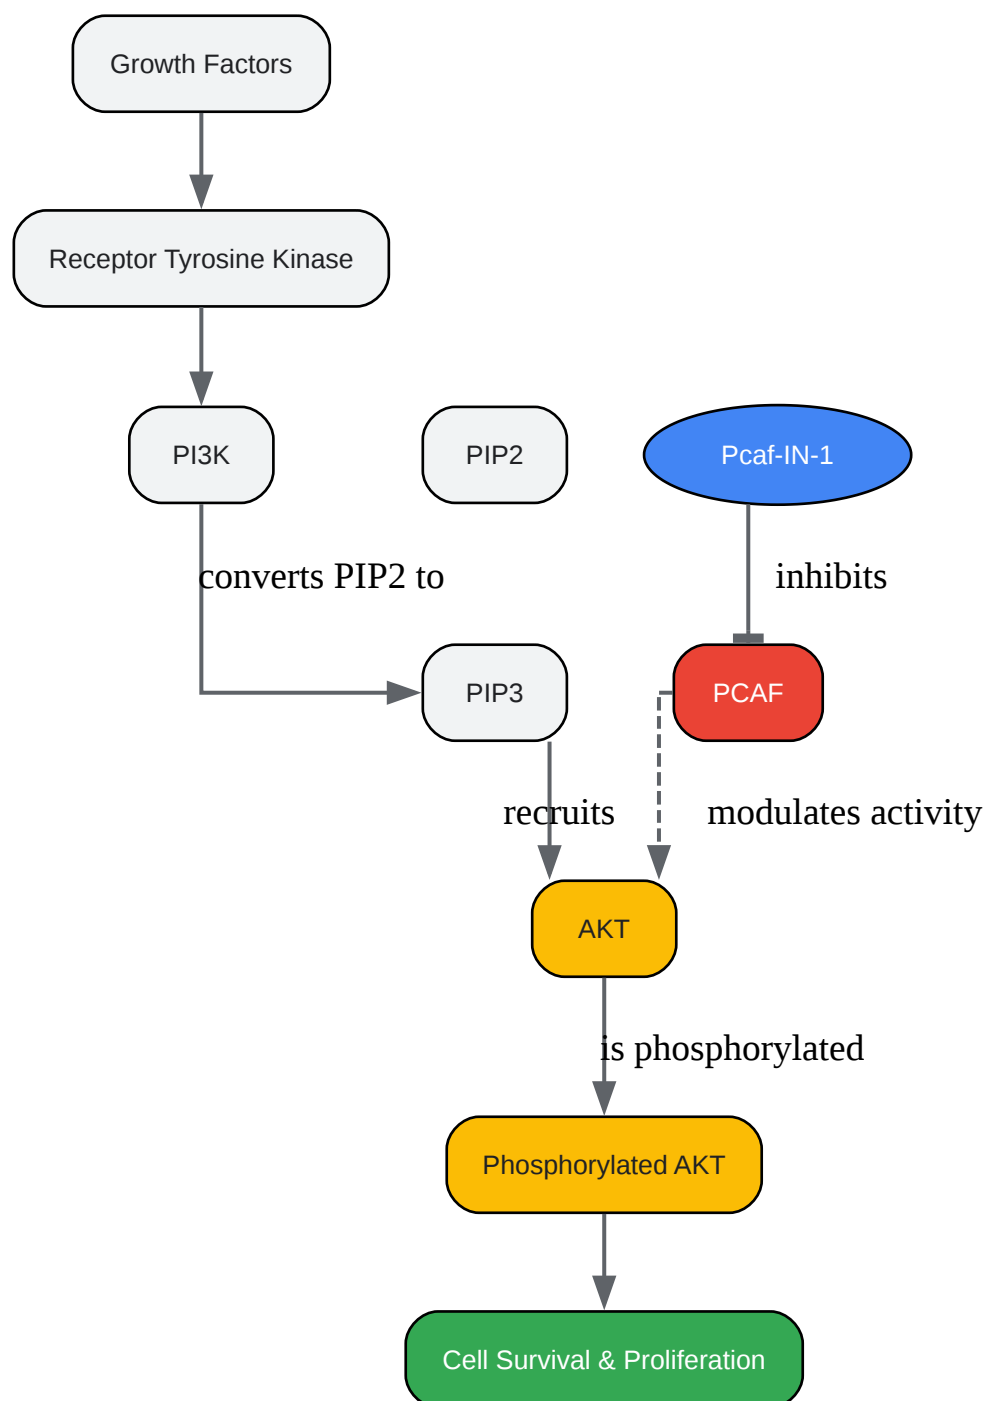 Growth Factors
Receptor Tyrosine Kinase
PI3K
PIP2
Pcaf-IN-1
converts PIP2 to
inhibits
PIP3
PCAF
recruits
modulates activity
AKT
is phosphorylated
Phosphorylated AKT
Cell Survival & Proliferation